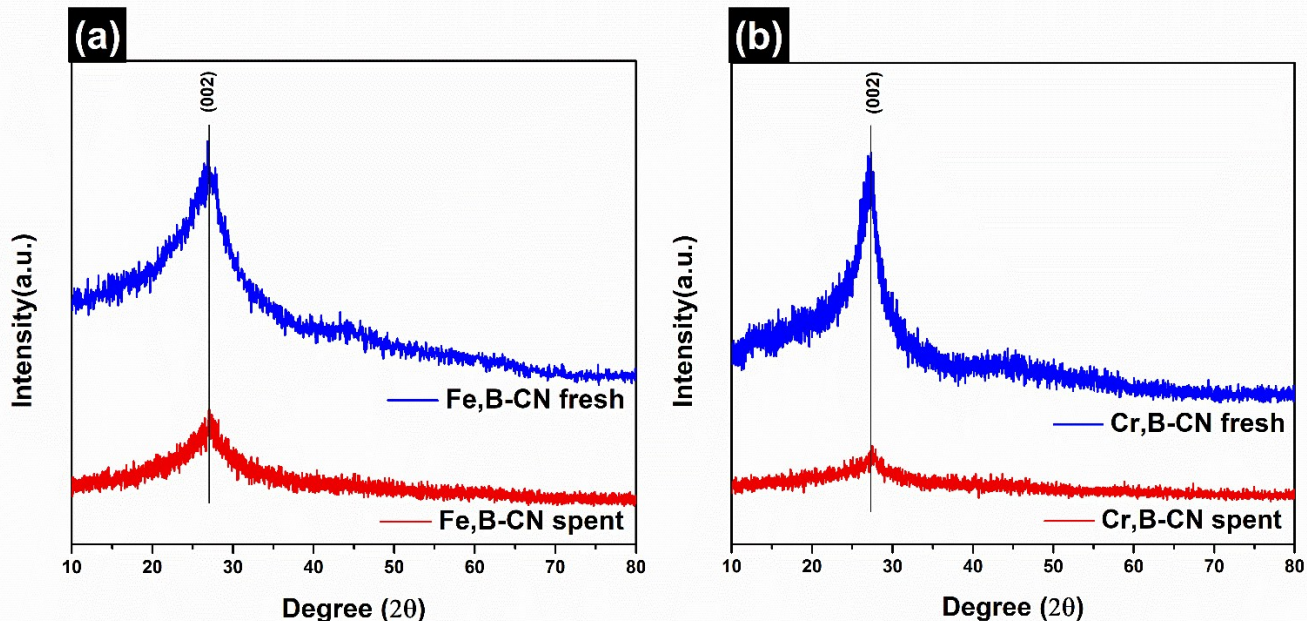 (a)
(002)
Intensity(a.u.)
Fe,B-CN fresh
Fe,B-CN spent
10 20 30 40 50 60 70 80
Degree (2θ)
(b)
(002)
Intensity(a.u.)
Cr,B-CN fresh
Cr,B-CN spent
10 20 30 40 50 60 70 80
Degree (2θ)